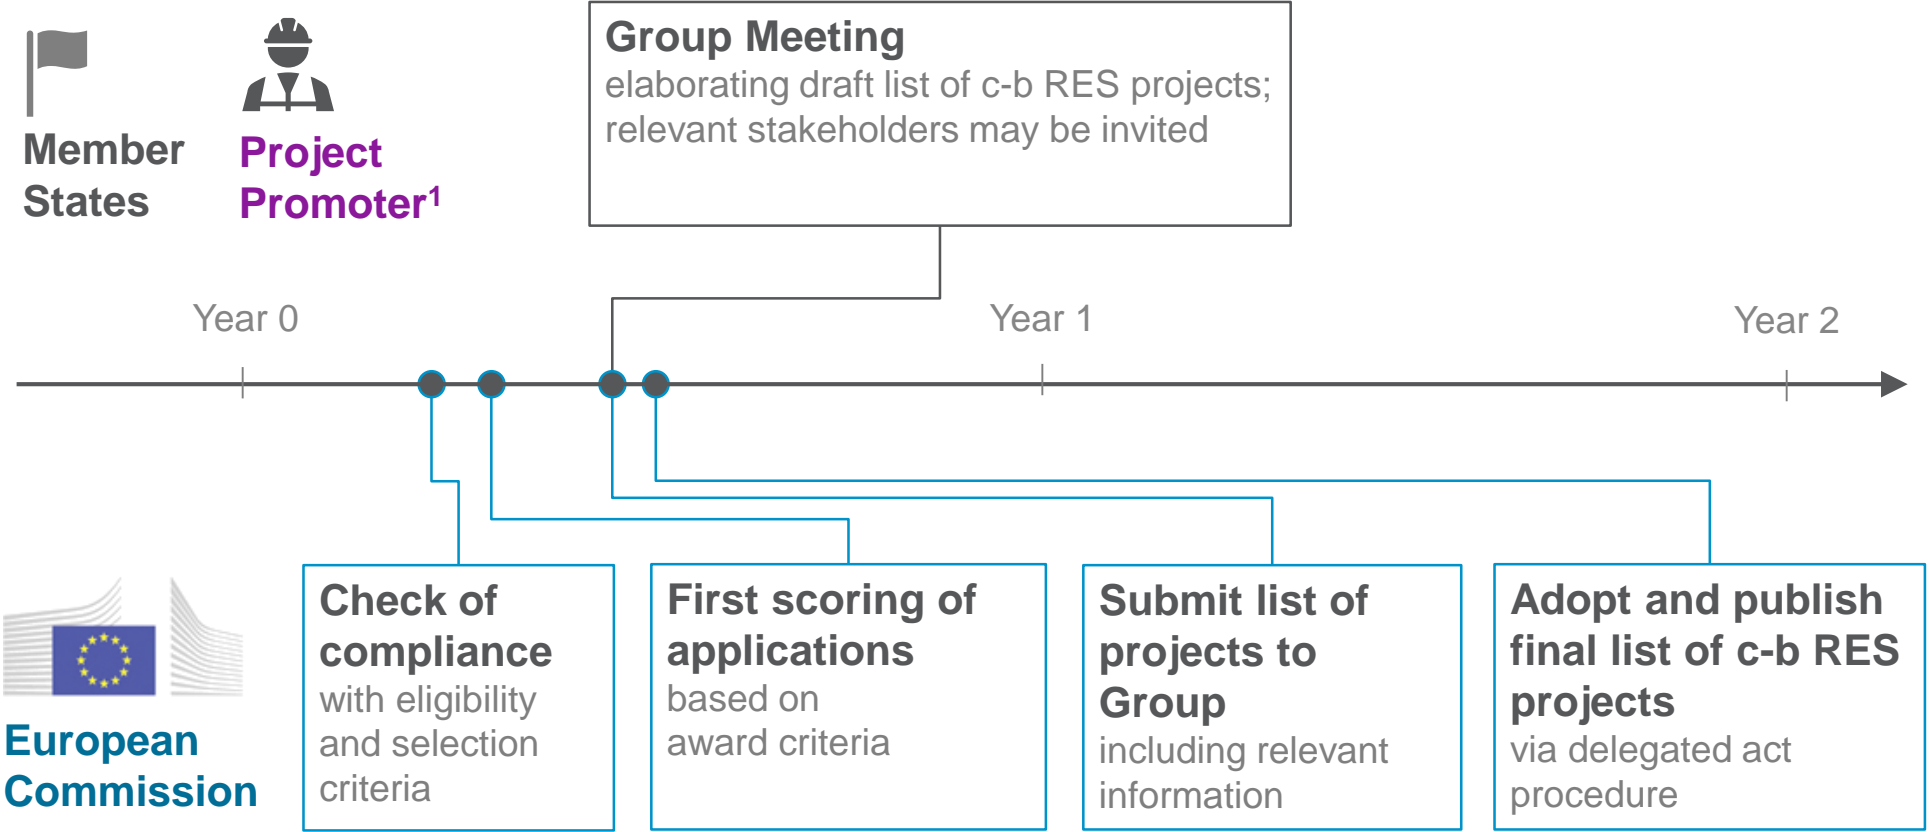 Member
States
Project
Promoter¹
Group Meeting
elaborating draft list of c-b RES projects;
relevant stakeholders may be invited
Year 0
Year 1
Year 2
European
Commission
Check of
compliance
with eligibility
and selection
criteria
First scoring of
applications
based on
award criteria
Submit list of
projects to
Group
including relevant
information
Adopt and publish
final list of c-b RES
projects
via delegated act
procedure